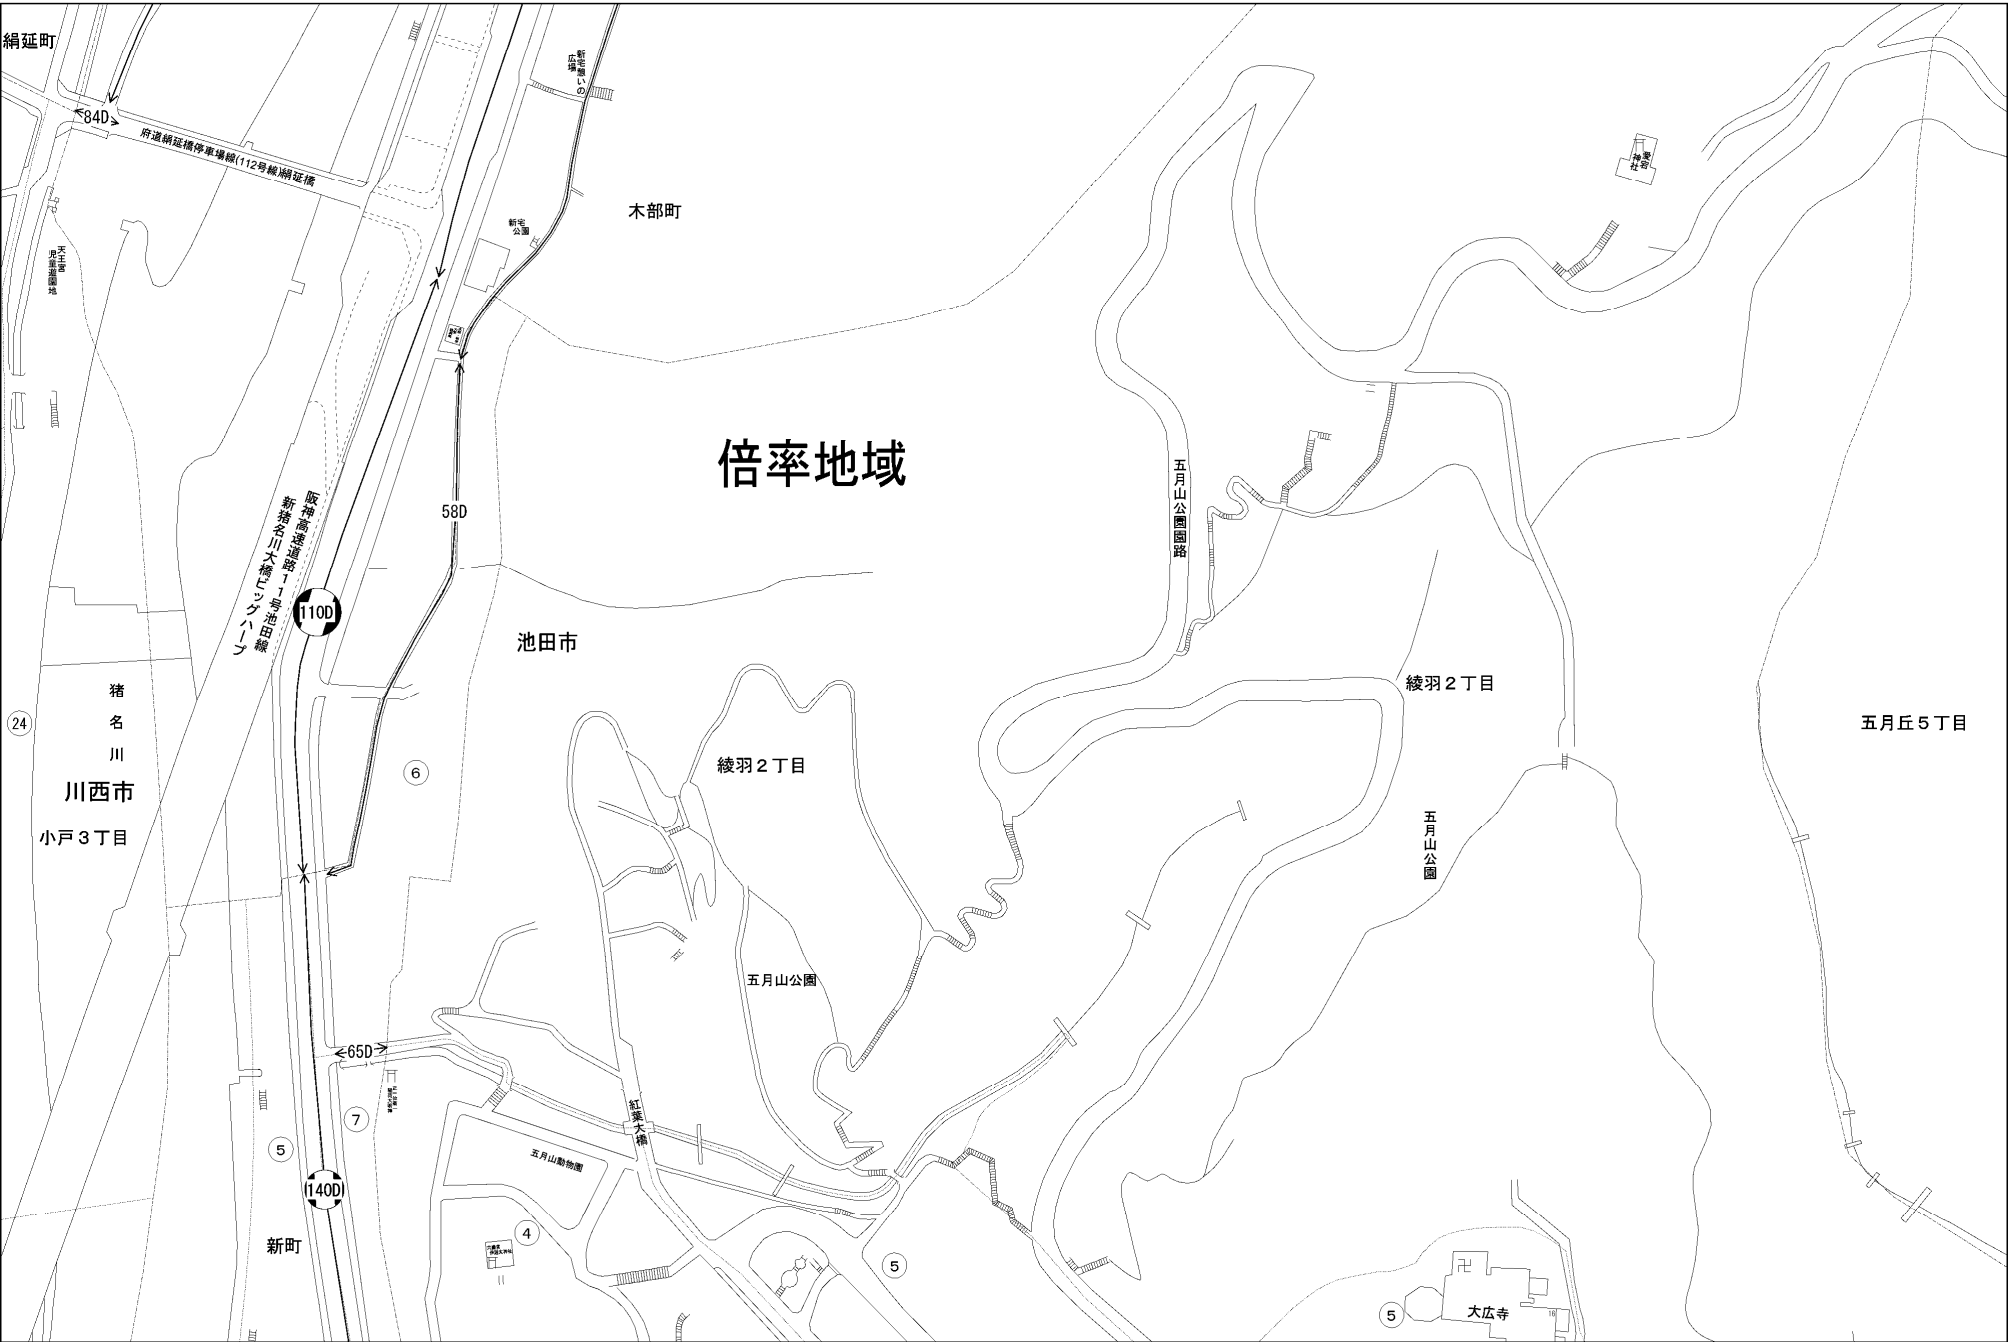 絹延町
84D
府道絹延橋停車場線(112号線)絹延橋
新宅憩いの
広場
木部町
新宅
公園
愛宕
神社
天王宮
児童遊園地
倍率地域
58D
五月山公園園路
阪神高速道路11号池田線
新猪名川大橋ビッグハープ
110D
池田市
猪名川
24
川西市
小戸3丁目
6
綾羽2丁目
綾羽2丁目
五月丘5丁目
五月山公園
五月山公園
65D
7
5
紅葉大橋
五月山動物園
140D
新町
4
5
5
大広寺
16